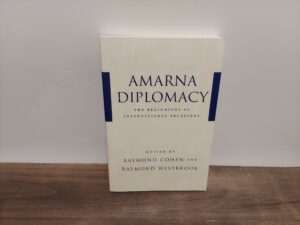 AMARNA
DIPLOMACY
THE BEGINNINGS OF
INTERNATIONAL RELATIONS
EDITED BY
RAYMOND COHEN AND
RAYMOND WESTBROOK